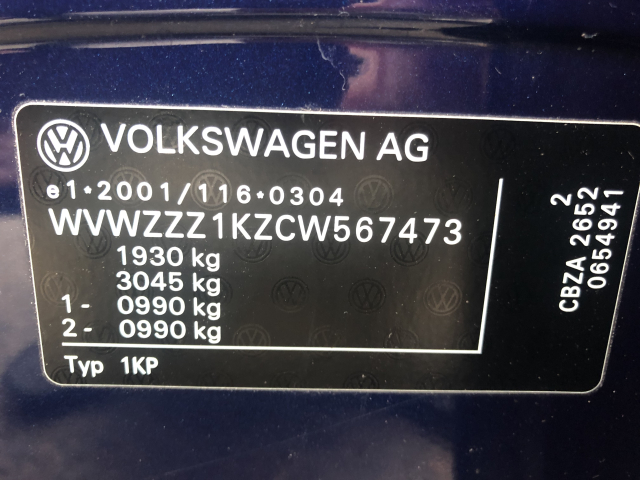 VOLKSWAGEN AG
e1*2001/116*0304
WVWZZZ1KZCW567473
1930 kg
3045 kg
1- 0990 kg
2- 0990 kg
Typ 1KP
2
CBZA 2652
0654941